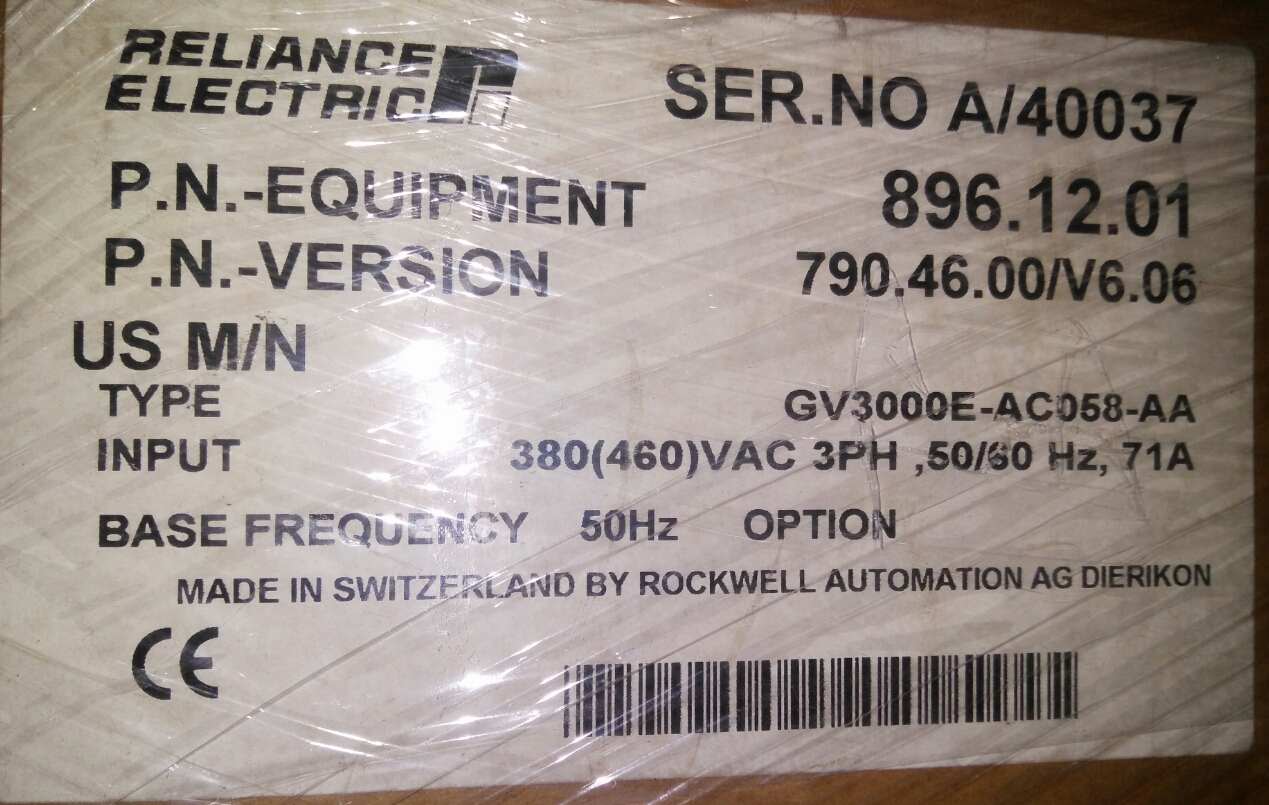 RELIANCE
ELECTRIC
SER.NO A/40037
P.N.-EQUIPMENT 896.12.01
P.N.-VERSION 790.46.00/V6.06
US M/N
TYPE GV3000E-AC058-AA
INPUT 380(460)VAC 3PH ,50/60 Hz, 71A
BASE FREQUENCY 50Hz OPTION
MADE IN SWITZERLAND BY ROCKWELL AUTOMATION AG DIERIKON
CE